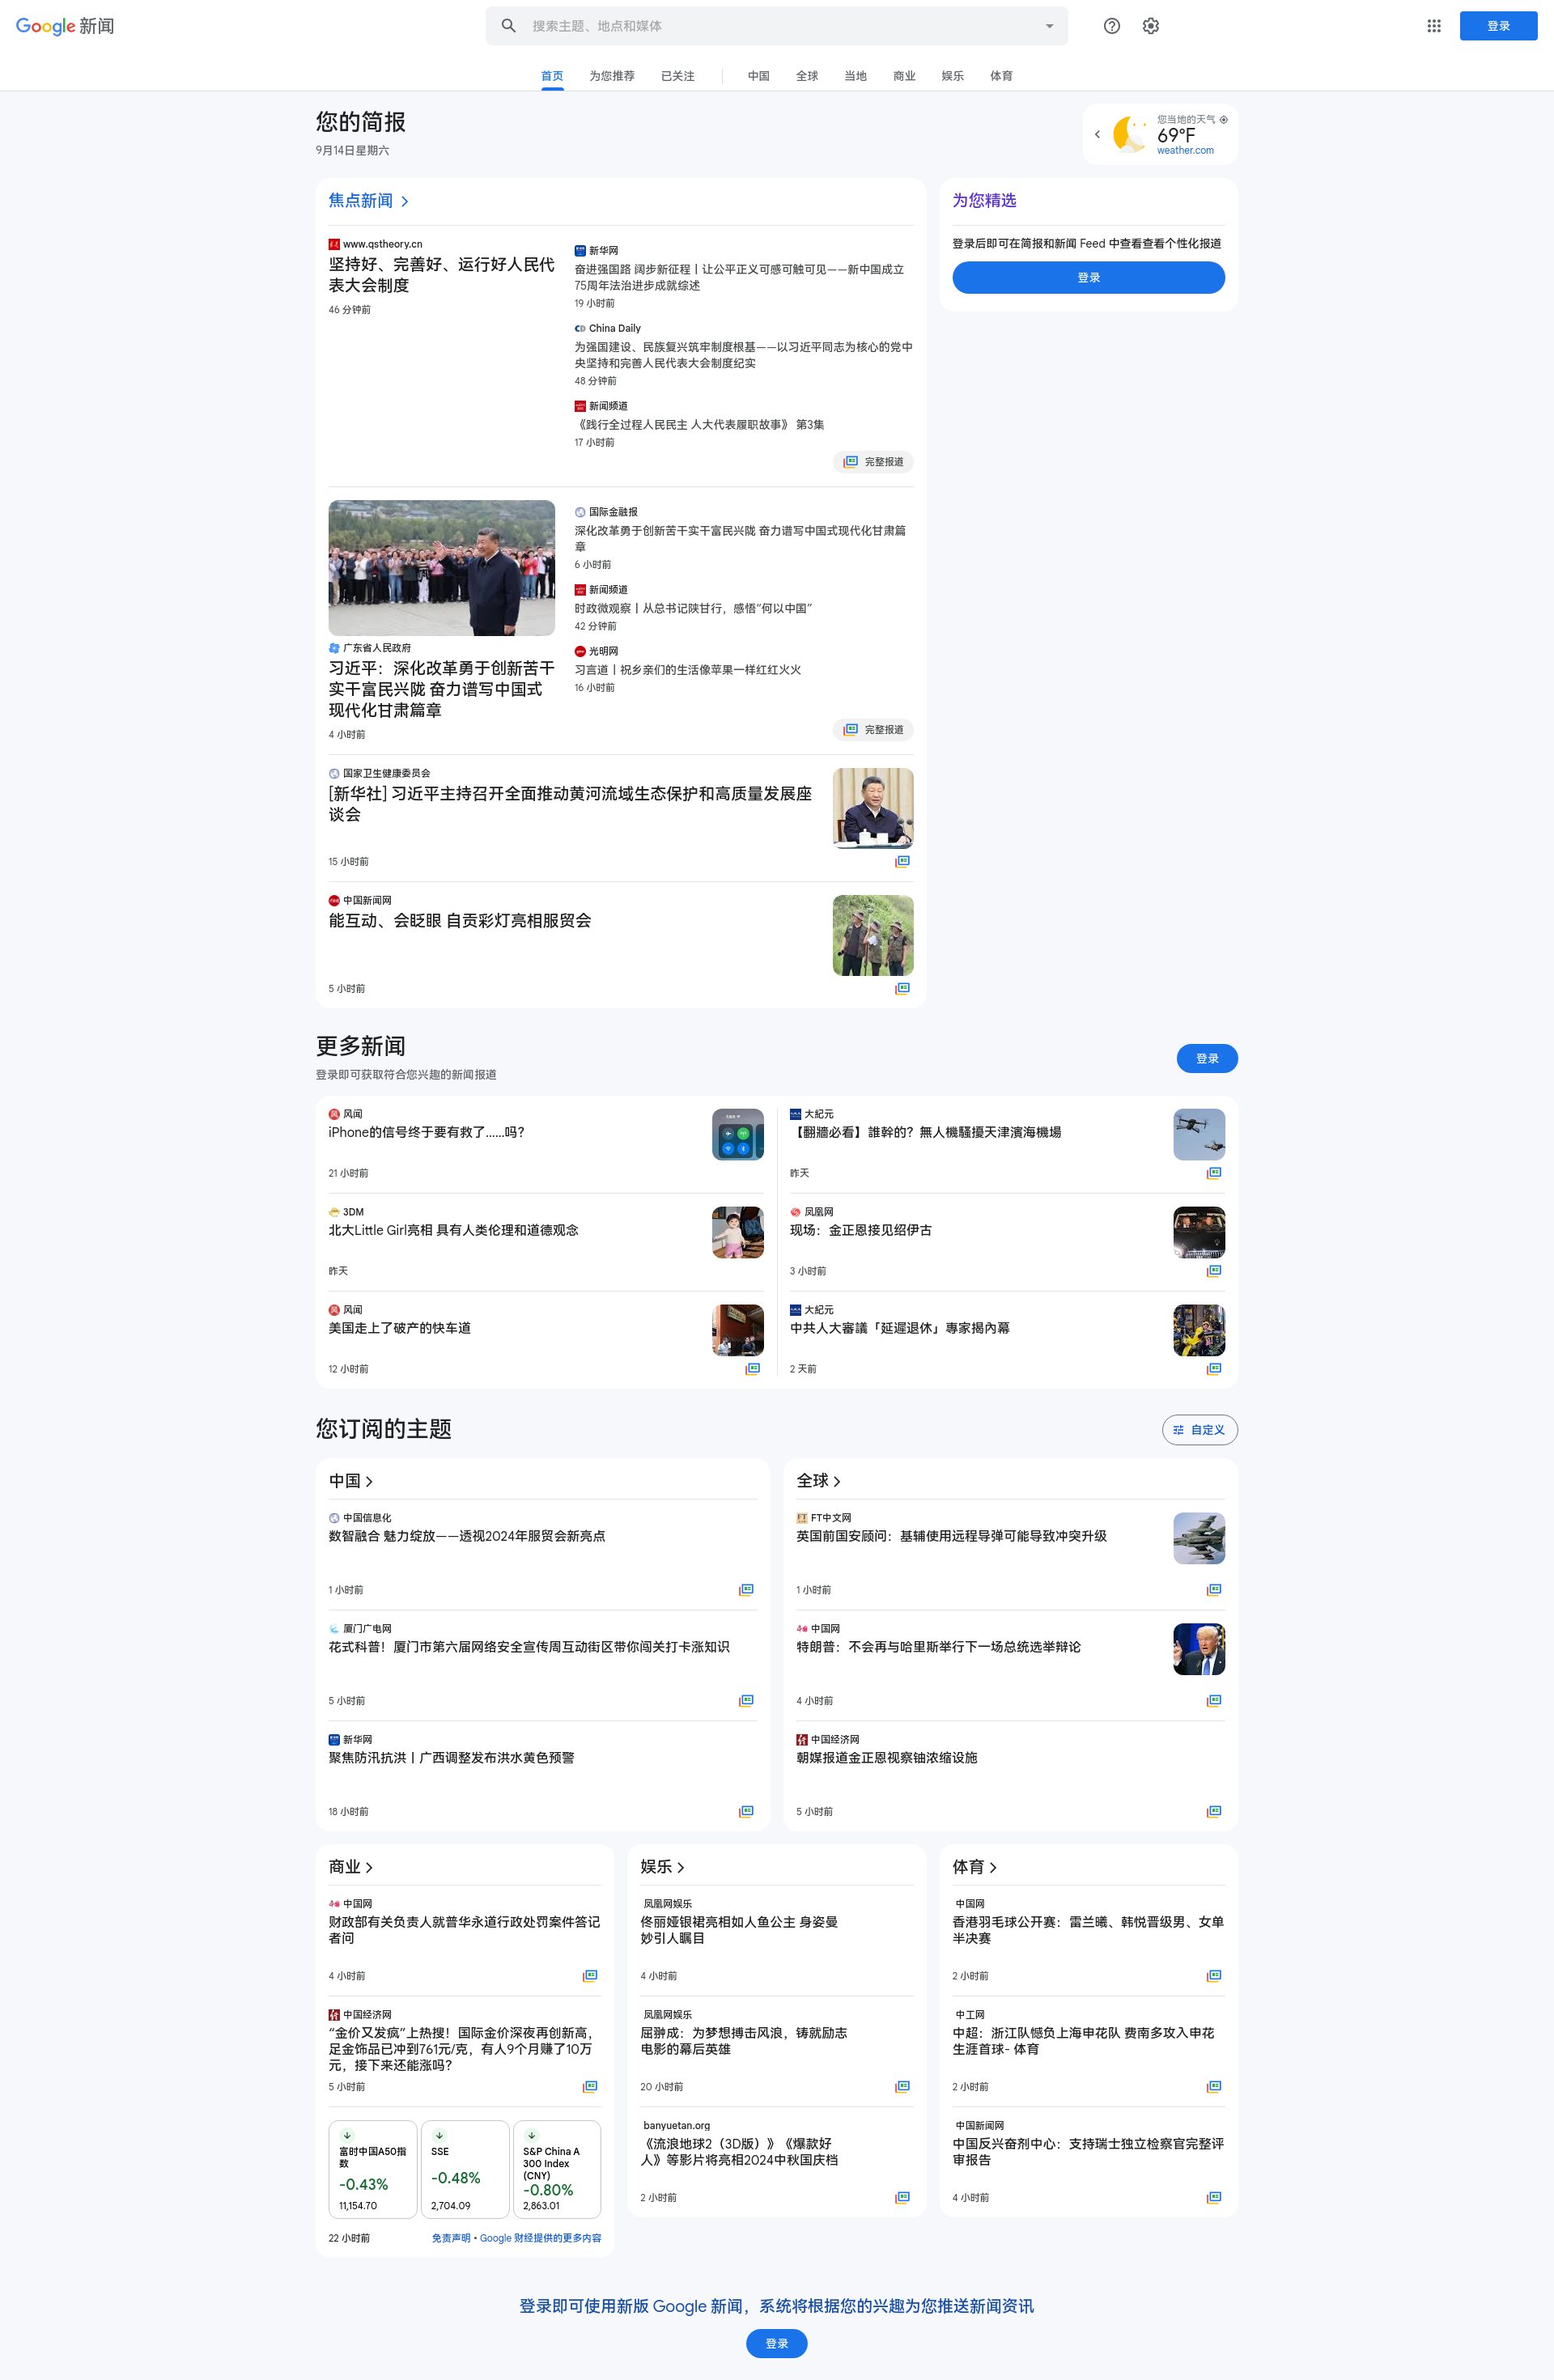 Google 新闻
搜索主题、地点和媒体
登录
首页
为您推荐
已关注
中国
全球
当地
商业
娱乐
体育
您的简报
9月14日星期六
您当地的天气
69°F
weather.com
焦点新闻
www.qstheory.cn
坚持好、完善好、运行好人民代
表大会制度
46 分钟前
新华网
奋进强国路 阔步新征程丨让公平正义可感可触可见——新中国成立
75周年法治进步成就综述
19 小时前
China Daily
为强国建设、民族复兴筑牢制度根基——以习近平同志为核心的党中
央坚持和完善人民代表大会制度纪实
48 分钟前
新闻频道
《践行全过程人民民主 人大代表履职故事》 第3集
17 小时前
完整报道
为您精选
登录后即可在简报和新闻 Feed 中查看查看个性化报道
登录
广东省人民政府
习近平：深化改革勇于创新苦干
实干富民兴陇 奋力谱写中国式
现代化甘肃篇章
4 小时前
国际金融报
深化改革勇于创新苦干实干富民兴陇 奋力谱写中国式现代化甘肃篇
章
6 小时前
新闻频道
时政微观察丨从总书记陕甘行，感悟“何以中国”
42 分钟前
光明网
习言道丨祝乡亲们的生活像苹果一样红红火火
16 小时前
完整报道
国家卫生健康委员会
[新华社] 习近平主持召开全面推动黄河流域生态保护和高质量发展座
谈会
15 小时前
中国新闻网
能互动、会眨眼 自贡彩灯亮相服贸会
5 小时前
更多新闻
登录即可获取符合您兴趣的新闻报道
登录
风闻
iPhone的信号终于要有救了……吗？
21 小时前
3DM
北大Little Girl亮相 具有人类伦理和道德观念
昨天
风闻
美国走上了破产的快车道
12 小时前
大紀元
【翻牆必看】誰幹的？無人機騷擾天津濱海機場
昨天
凤凰网
现场：金正恩接见绍伊古
3 小时前
大紀元
中共人大審議「延遲退休」專家揭內幕
2 天前
您订阅的主题
自定义
中国
中国信息化
数智融合 魅力绽放——透视2024年服贸会新亮点
1 小时前
厦门广电网
花式科普！厦门市第六届网络安全宣传周互动街区带你闯关打卡涨知识
5 小时前
新华网
聚焦防汛抗洪丨广西调整发布洪水黄色预警
18 小时前
全球
FT中文网
英国前国安顾问：基辅使用远程导弹可能导致冲突升级
1 小时前
中国网
特朗普：不会再与哈里斯举行下一场总统选举辩论
4 小时前
中国经济网
朝媒报道金正恩视察铀浓缩设施
5 小时前
商业
中国网
财政部有关负责人就普华永道行政处罚案件答记
者问
4 小时前
中国经济网
“金价又发疯”上热搜！国际金价深夜再创新高，
足金饰品已冲到761元/克，有人9个月赚了10万
元，接下来还能涨吗？
5 小时前
富时中国A50指
数
-0.43%
11,154.70
SSE
-0.48%
2,704.09
S&P China A
300 Index
(CNY)
-0.80%
2,863.01
22 小时前
免责声明 • Google 财经提供的更多内容
娱乐
凤凰网娱乐
佟丽娅银裙亮相如人鱼公主 身姿曼
妙引人瞩目
4 小时前
凤凰网娱乐
屈翀成：为梦想搏击风浪，铸就励志
电影的幕后英雄
20 小时前
banyuetan.org
《流浪地球2（3D版）》《爆款好
人》等影片将亮相2024中秋国庆档
2 小时前
体育
中国网
香港羽毛球公开赛：雷兰曦、韩悦晋级男、女单
半决赛
2 小时前
中工网
中超：浙江队憾负上海申花队 费南多攻入申花
生涯首球- 体育
2 小时前
中国新闻网
中国反兴奋剂中心：支持瑞士独立检察官完整评
审报告
4 小时前
登录即可使用新版 Google 新闻，系统将根据您的兴趣为您推送新闻资讯
登录